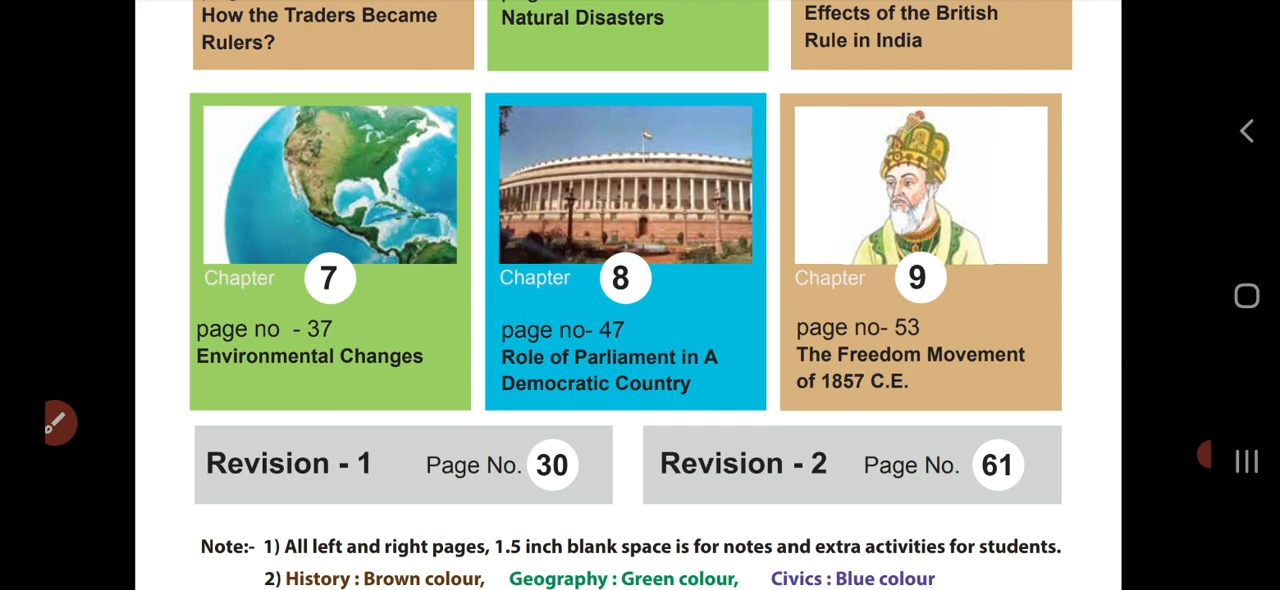 How the Traders Became
Rulers?
Natural Disasters
Effects of the British
Rule in India
Chapter 7
page no - 37
Environmental Changes
Chapter 8
page no- 47
Role of Parliament in A
Democratic Country
Chapter 9
page no- 53
The Freedom Movement
of 1857 C.E.
Revision - 1 Page No. 30
Revision - 2 Page No. 61
Note:- 1) All left and right pages, 1.5 inch blank space is for notes and extra activities for students.
2) History : Brown colour, Geography : Green colour, Civics : Blue colour